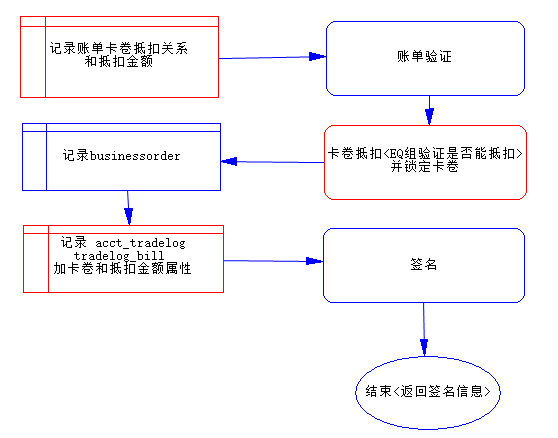 记录账单卡卷抵扣关系
和抵扣金额
账单验证
卡卷抵扣<EQ组验证是否能抵扣>
并锁定卡卷
记录businessorder
记录 acct_tradelog
tradelog_bill
加卡卷和抵扣金额属性
签名
结束<返回签名信息>